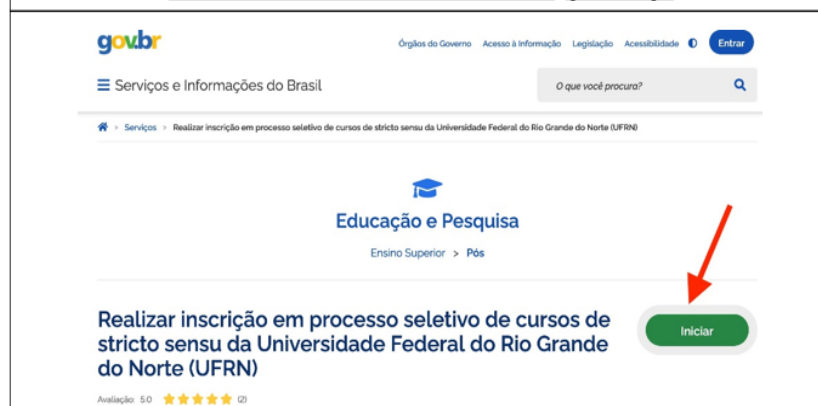 gov.br
Órgãos do Governo Acesso à Informação Legislação Acessibilidade Entrar
Serviços e Informações do Brasil
O que você procura?
Serviços > Realizar inscrição em processo seletivo de cursos de stricto sensu da Universidade Federal do Rio Grande do Norte (UFRN)
Educação e Pesquisa
Ensino Superior > Pós
Realizar inscrição em processo seletivo de cursos de
stricto sensu da Universidade Federal do Rio Grande
do Norte (UFRN)
Iniciar
Avaliação: 5.0 (2)